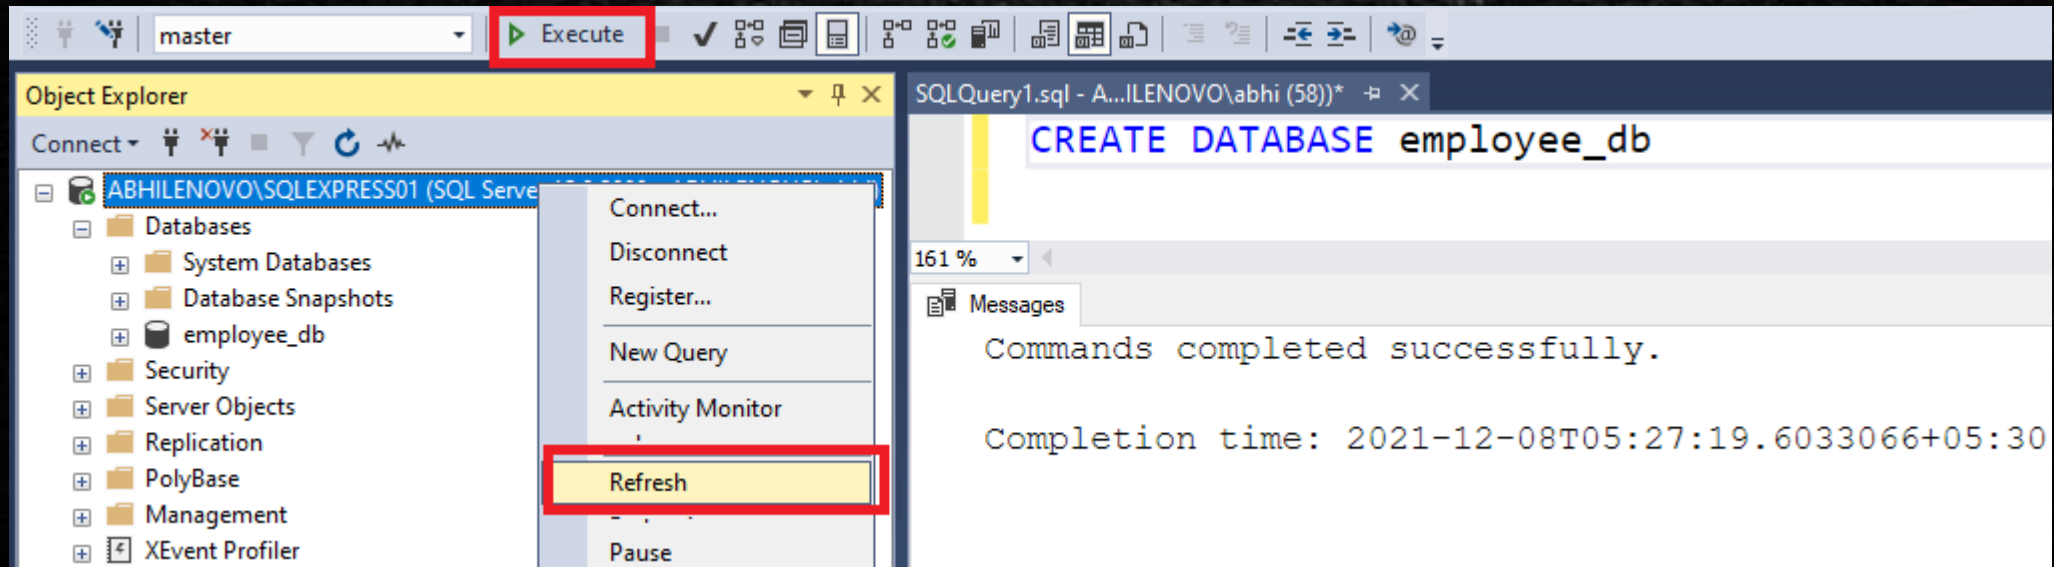 master
Execute
Object Explorer
SQLQuery1.sql - A...ILENOVO\abhi (58))*
Connect
CREATE DATABASE employee_db
ABHILENOVO\SQLEXPRESS01 (SQL Serve
Databases
System Databases
Database Snapshots
employee_db
Security
Server Objects
Replication
PolyBase
Management
XEvent Profiler
Connect...
Disconnect
Register...
New Query
Activity Monitor
Refresh
Pause
161 %
Messages
Commands completed successfully.
Completion time: 2021-12-08T05:27:19.6033066+05:30